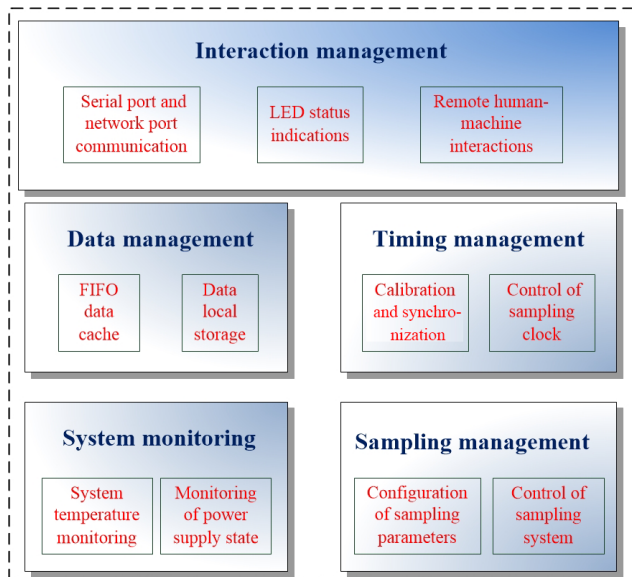 Interaction management
Serial port and
network port
communication
LED status
indications
Remote human-
machine
interactions
Data management
FIFO
data
cache
Data
local
storage
Timing management
Calibration
and synchro-
nization
Control of
sampling
clock
System monitoring
System
temperature
monitoring
Monitoring
of power
supply state
Sampling management
Configuration
of sampling
parameters
Control of
sampling
system